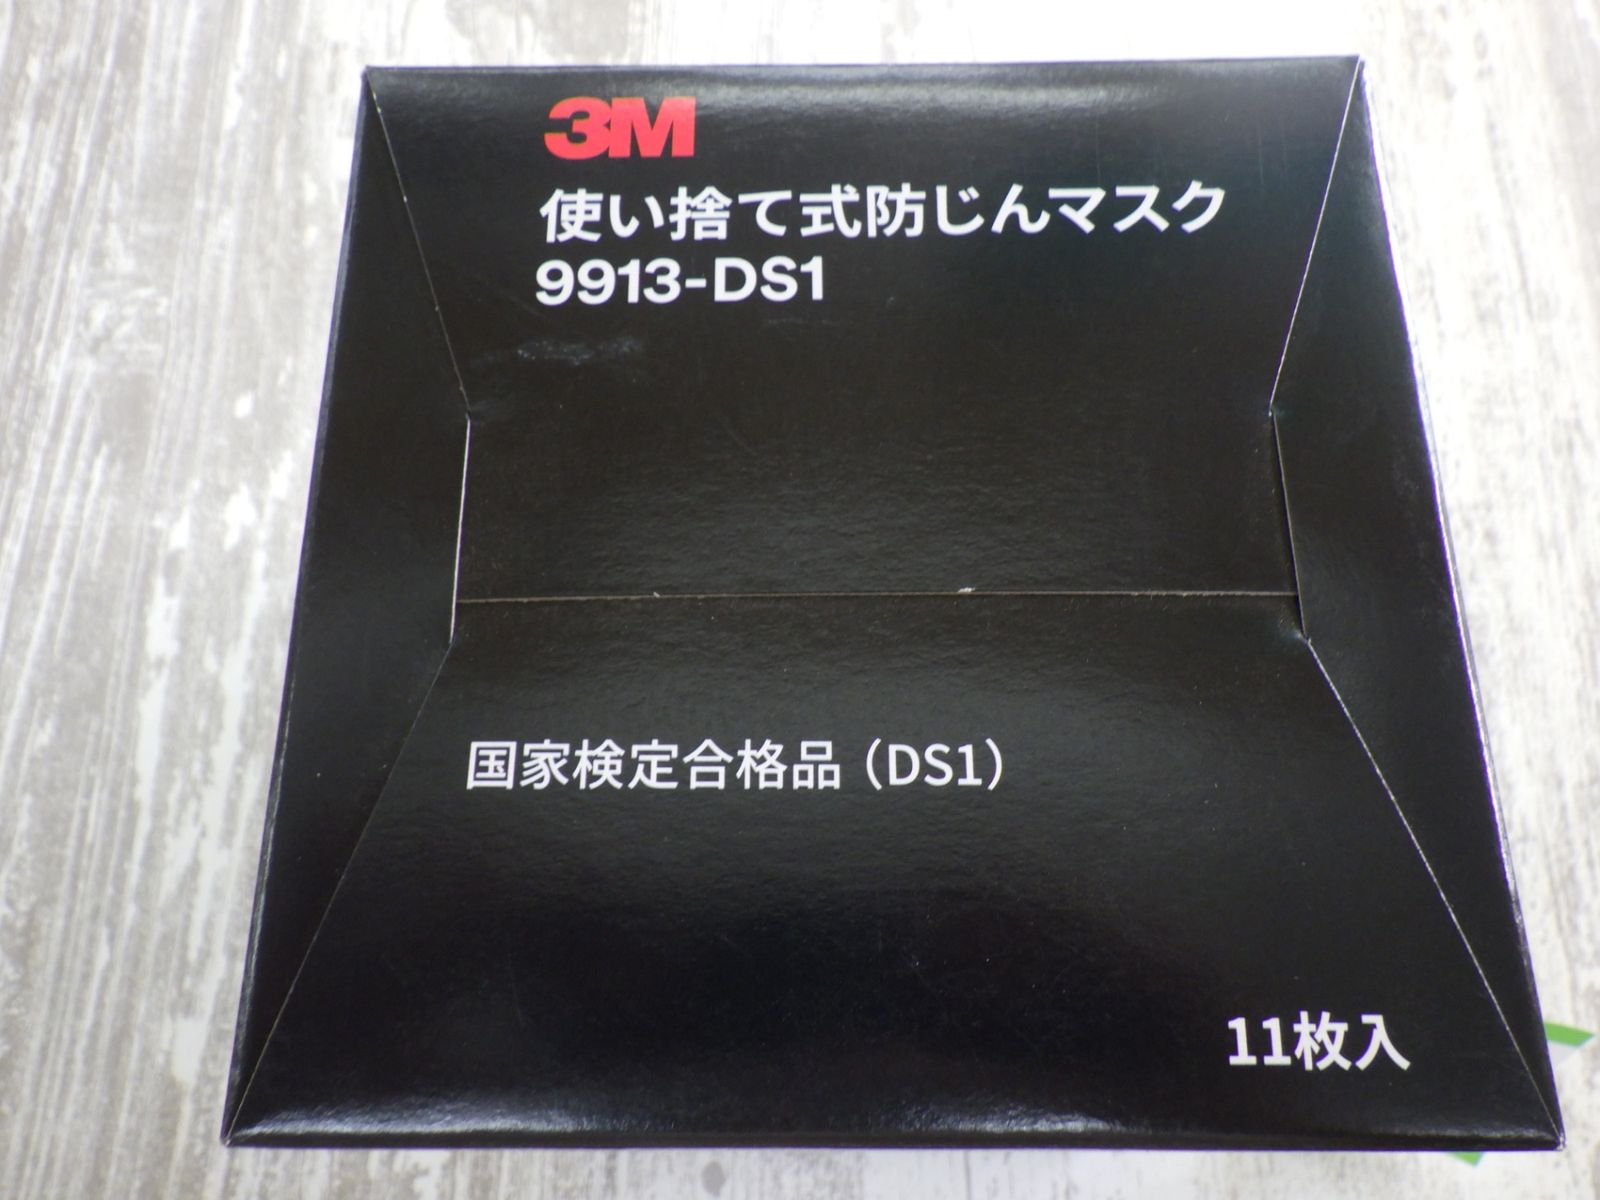 3M
使い捨て式防じんマスク
9913-DS1
国家検定合格品（DS1）
11枚入